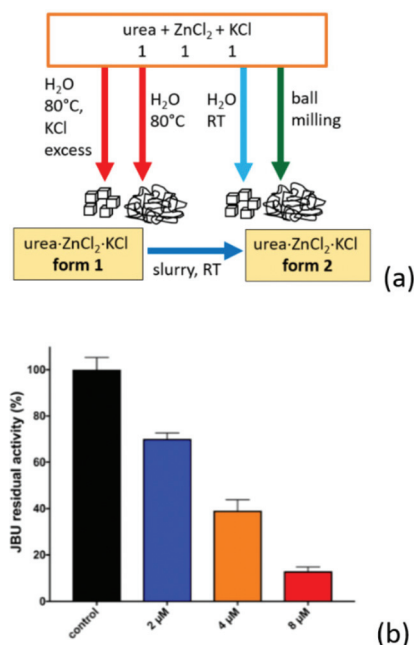 urea + ZnCl₂ + KCl
1 1 1
H₂O
80°C,
KCl
excess
H₂O
80°C
H₂O
RT
ball
milling
urea·ZnCl₂·KCl
form 1
slurry, RT
urea·ZnCl₂·KCl
form 2
(a)
JBU residual activity (%)
100
80
60
40
20
0
control
2 µM
4 µM
8 µM
(b)